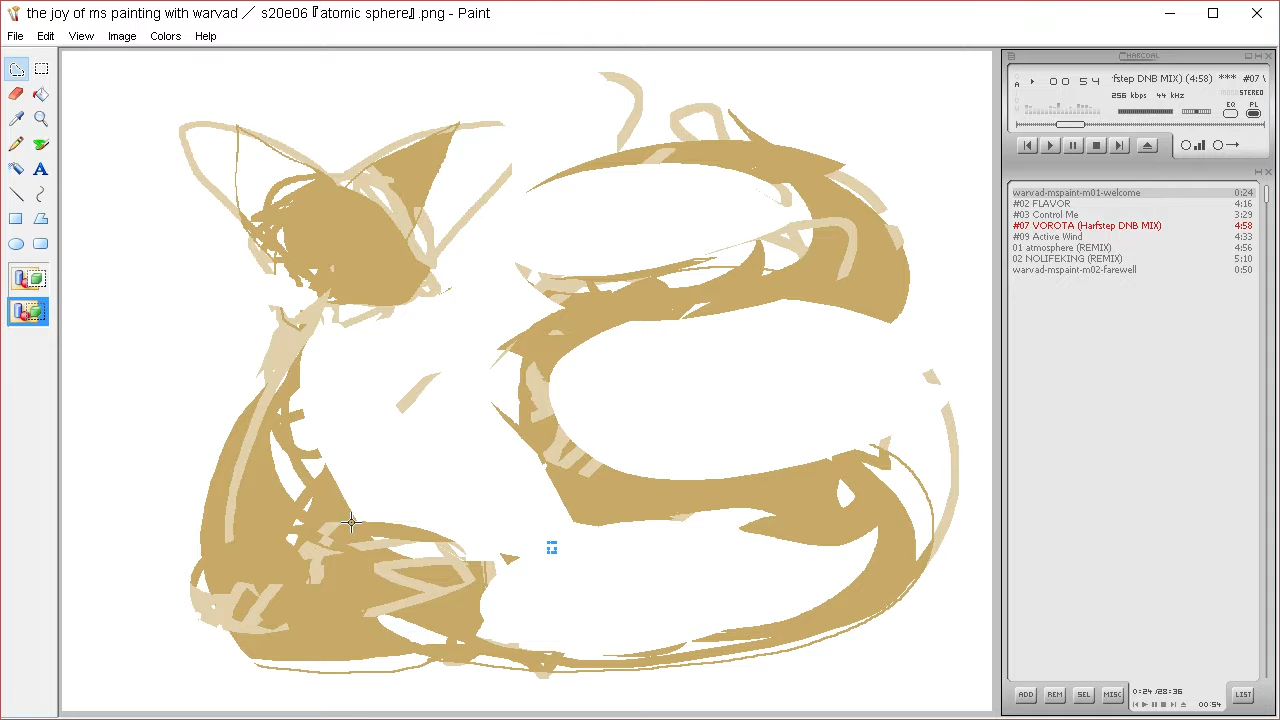 the joy of ms painting with warvad ／ s20e06『atomic sphere』.png - Paint
File Edit View Image Colors Help
CHARCOAL
00 54
fstep DNB MIX) (4:58) *** #07
256 kbps 44 kHz
STEREO
EQ PL
warvad-mspaint-m01-welcome 0:24
#02 FLAVOR 4:16
#03 Control Me 3:29
#07 VOROTA (Harfstep DNB MIX) 4:58
#09 Active Wind 4:33
01 atmosphere (REMIX) 4:56
02 NOLIFEKING (REMIX) 5:10
warvad-mspaint-m02-farewell 0:50
ADD REM SEL MISC 0:24 /28:36 LIST
00:54